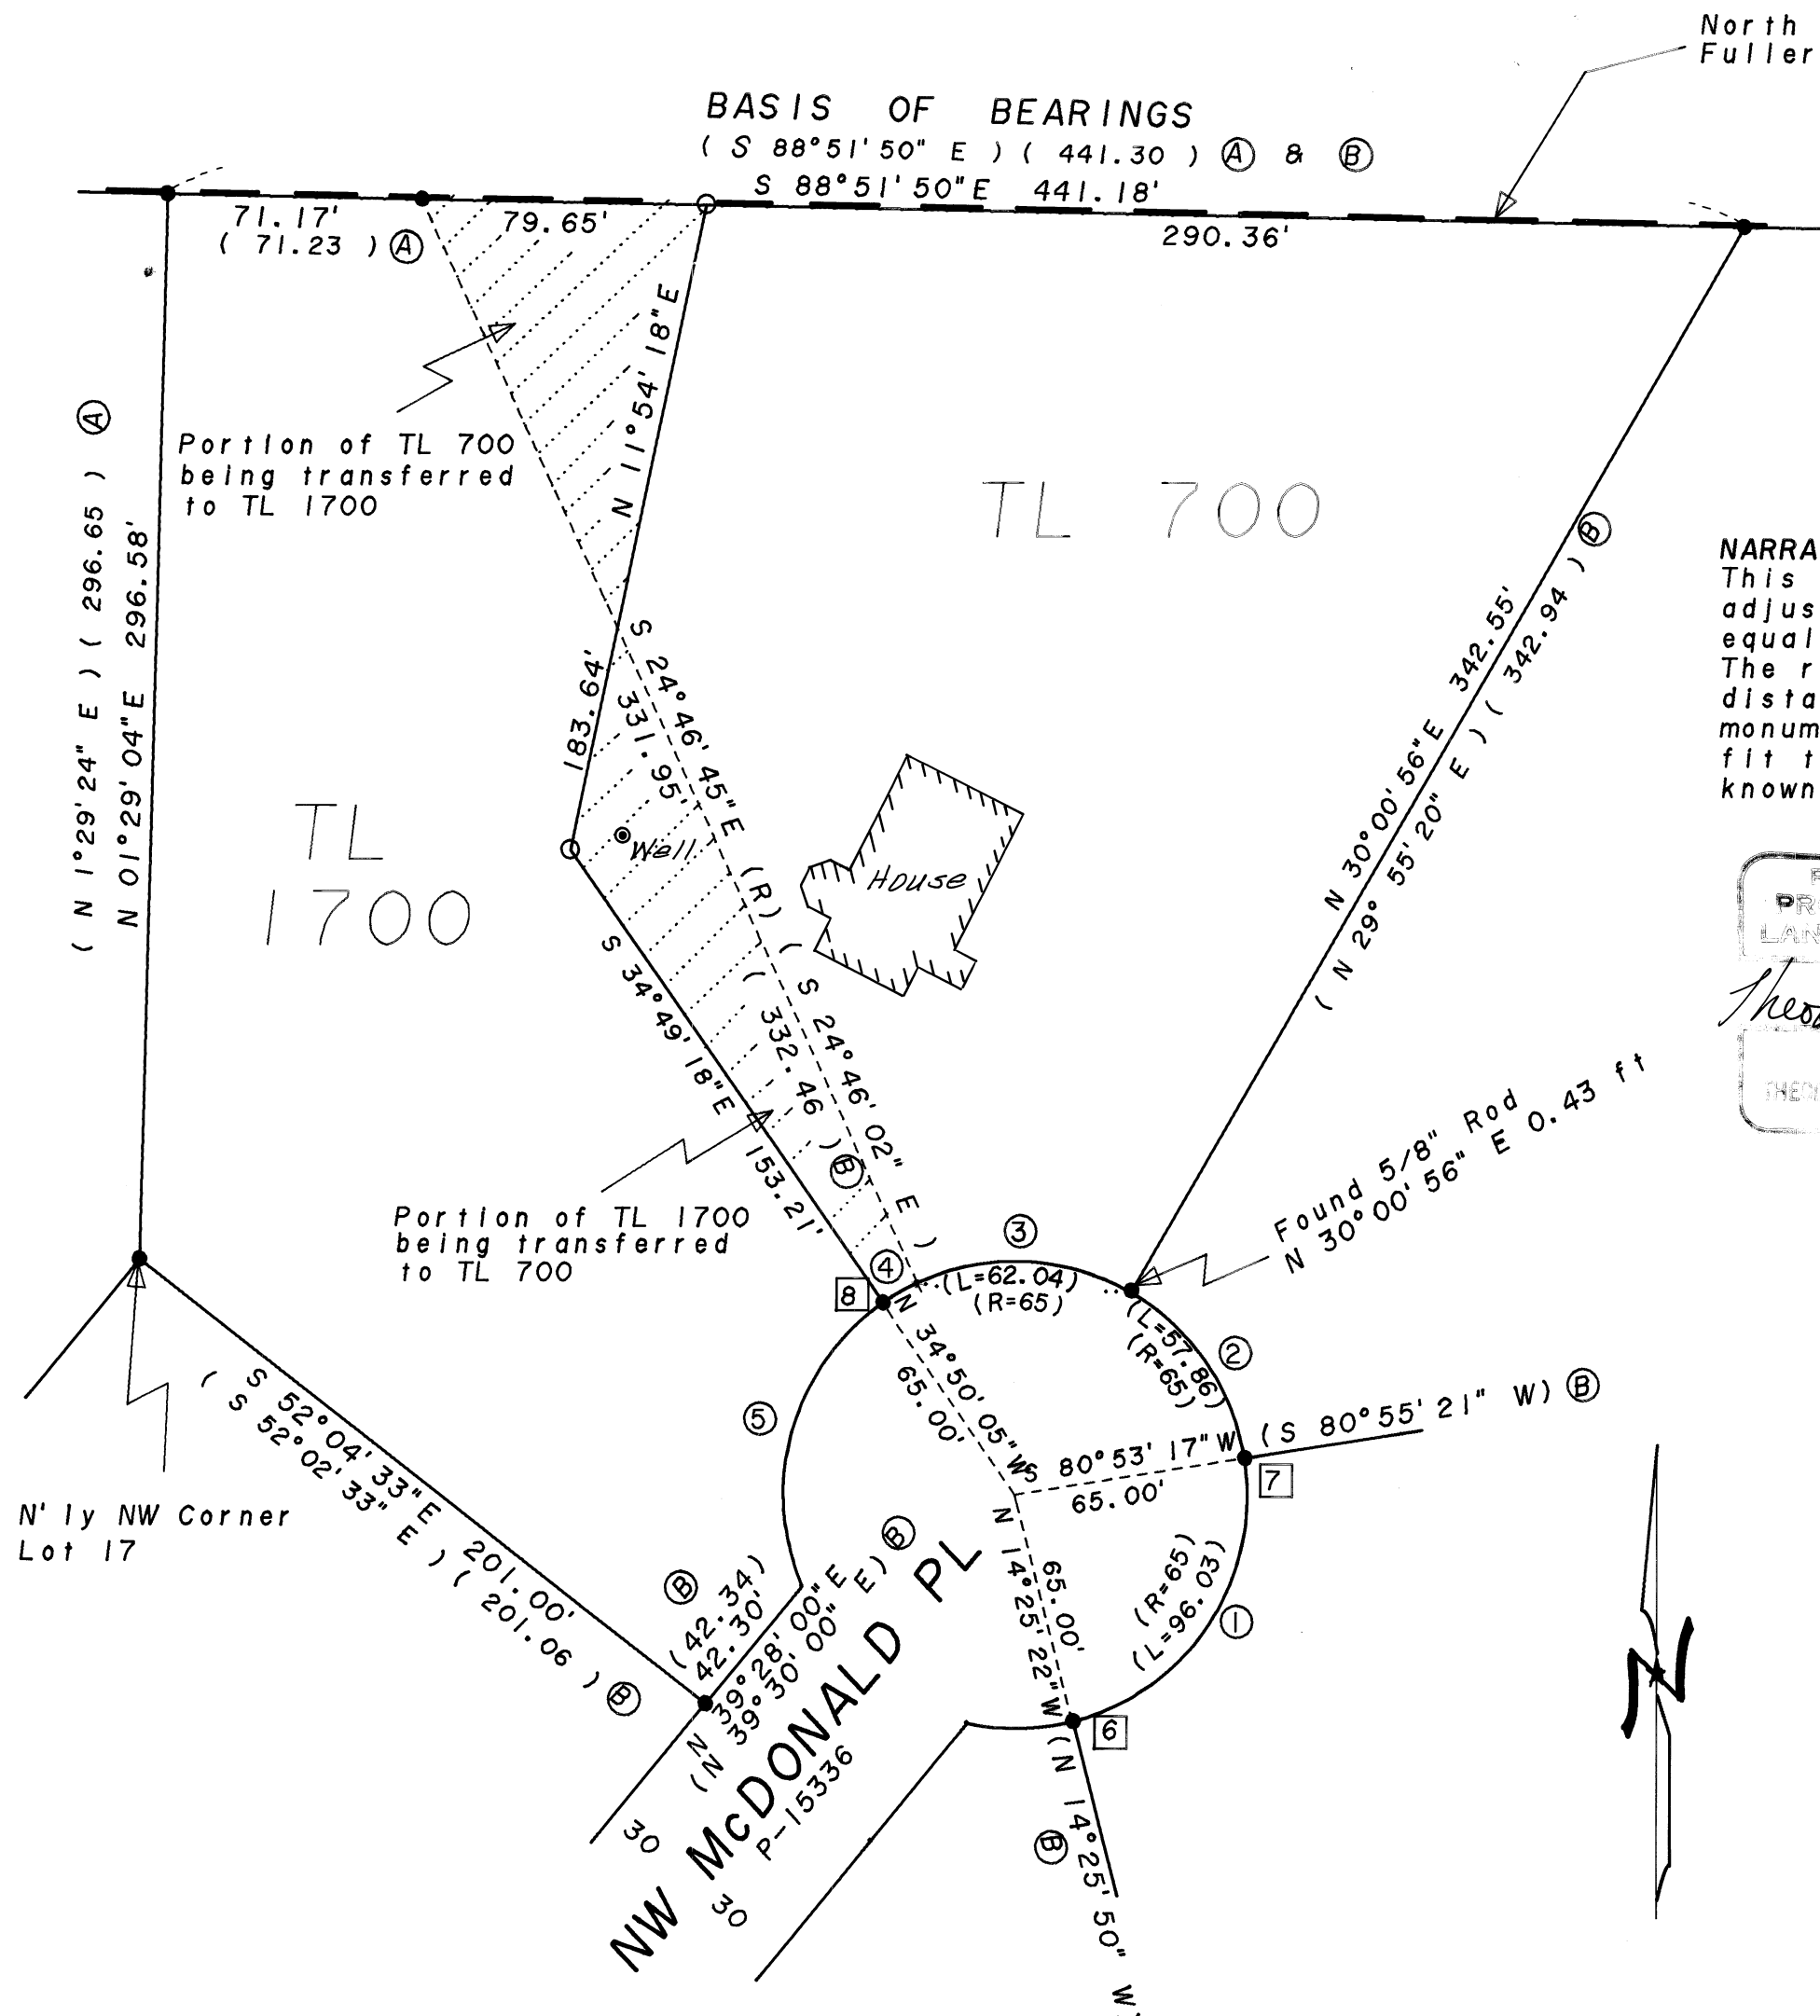 North
Fuller
BASIS OF BEARINGS
( S 88°51'50" E ) ( 441.30 ) Ⓐ & Ⓑ
S 88°51'50"E 441.18'
71.17'
( 71.23 ) Ⓐ
79.65'
290.36'
( N 1°29'24" E ) ( 296.65 ) Ⓐ
N 01°29'04"E 296.58'
Portion of TL 700
being transferred
to TL 1700
N 11°54'18"E
183.64'
TL 700
TL
1700
S 24°46'45"E (R)
331.95'
( S 24°46'02" E )
( 332.46 ) Ⓑ
Well
House
N 30°00'56"E 342.55'
( N 29°55'20" E ) ( 342.94 ) Ⓑ
NARRA
This
adjus
equal
The r
dista
monum
fit t
known
PR
LAN
Theo
THEO
S 34°49'18"E 153.21'
Portion of TL 1700
being transferred
to TL 700
Found 5/8" Rod
N 30°00'56" E 0.43 ft
③
④
8
(L=62.04)
(R=65)
(L=57.86)
(R=65)
②
N 34°50'05"W
65.00'
⑤
S 80°53'17"W
65.00'
(S 80°55'21" W) Ⓑ
7
S 52°04'33"E 201.00'
( S 52°02'33" E ) ( 201.06 ) Ⓑ
N'ly NW Corner
Lot 17
Ⓑ
(42.34)
42.30'
N 39°28'00"E
(N 39°30'00" E) Ⓑ
N 14°25'22"W
65.00'
(R=65)
(L=96.03)
①
6
(N 14°25'50" W
Ⓑ
NW McDONALD PL
P-15336
30
30
N